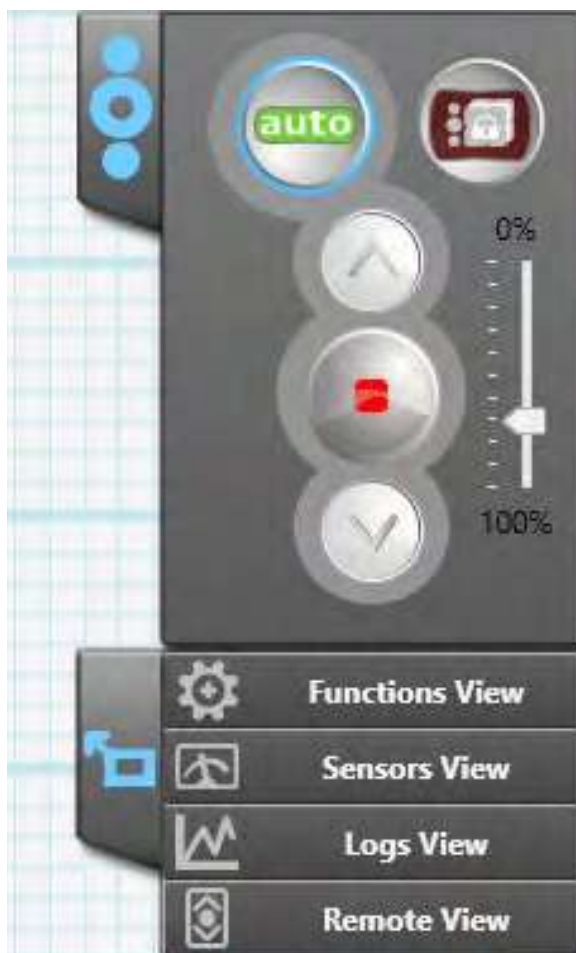 auto
0%
100%
Functions View
Sensors View
Logs View
Remote View